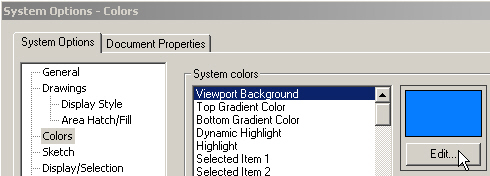 System Options - Colors
System Options
Document Properties
General
Drawings
Display Style
Area Hatch/Fill
Colors
Sketch
Display/Selection
System colors
Viewport Background
Top Gradient Color
Bottom Gradient Color
Dynamic Highlight
Highlight
Selected Item 1
Selected Item 2
Edit...